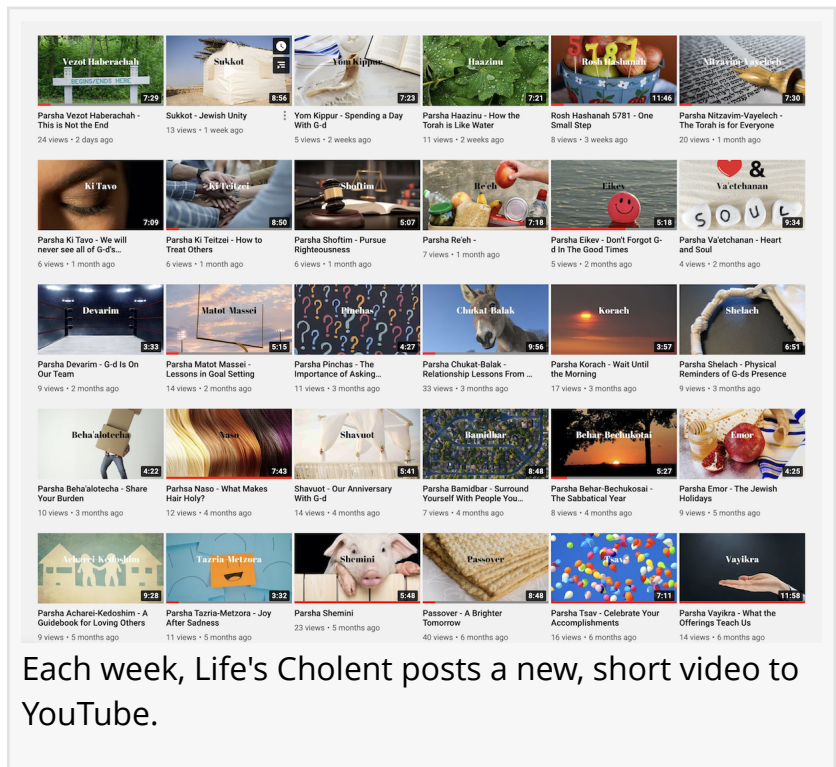 Vezot Haberachah
BEGINS/ENDS HERE
7:29
Parsha Vezot Haberachah -
This is Not the End
24 views • 2 days ago
Sukkot
8:56
Sukkot - Jewish Unity
13 views • 1 week ago
Yom Kippur
7:23
Yom Kippur - Spending a Day
With G-d
5 views • 2 weeks ago
Haazinu
7:21
Parsha Haazinu - How the
Torah is Like Water
11 views • 2 weeks ago
5781
Rosh Hashanah
11:46
Rosh Hashanah 5781 - One
Small Step
8 views • 3 weeks ago
Nitzavim-Vayelech
7:30
Parsha Nitzavim-Vayelech -
The Torah is for Everyone
20 views • 1 month ago
Ki Tavo
7:09
Parsha Ki Tavo - We will
never see all of G-d's...
6 views • 1 month ago
Ki Teitzei
8:50
Parsha Ki Teitzei - How to
Treat Others
6 views • 1 month ago
Shoftim
5:07
Parsha Shoftim - Pursue
Righteousness
6 views • 1 month ago
Re'eh
7:18
Parsha Re'eh -
7 views • 1 month ago
Eikev
5:18
Parsha Eikev - Don't Forgot G-
d In The Good Times
5 views • 2 months ago
&
Va'etchanan
SOUL
9:34
Parsha Va'etchanan - Heart
and Soul
4 views • 2 months ago
Devarim
3:33
Parsha Devarim - G-d Is On
Our Team
9 views • 2 months ago
Matot-Massei
5:15
Parsha Matot Massei -
Lessons in Goal Setting
14 views • 2 months ago
Pinchas
4:27
Parsha Pinchas - The
Importance of Asking...
11 views • 3 months ago
Chukat-Balak
9:56
Parsha Chukat-Balak -
Relationship Lessons From ...
33 views • 3 months ago
Korach
3:57
Parsha Korach - Wait Until
the Morning
17 views • 3 months ago
Shelach
6:51
Parsha Shelach - Physical
Reminders of G-ds Presence
9 views • 3 months ago
Beha'alotecha
4:22
Parsha Beha'alotecha - Share
Your Burden
10 views • 3 months ago
Naso
7:43
Parhsa Naso - What Makes
Hair Holy?
12 views • 4 months ago
Shavuot
5:41
Shavuot - Our Anniversary
With G-d
14 views • 4 months ago
Bamidbar
8:48
Parsha Bamidbar - Surround
Yourself With People You...
7 views • 4 months ago
Behar-Bechukotai
5:27
Parsha Behar-Bechukosai -
The Sabbatical Year
8 views • 4 months ago
Emor
4:25
Parsha Emor - The Jewish
Holidays
9 views • 5 months ago
Acharei-Kedoshim
9:28
Parsha Acharei-Kedoshim - A
Guidebook for Loving Others
9 views • 5 months ago
Tazria-Metzora
3:32
Parsha Tazria-Metzora - Joy
After Sadness
11 views • 5 months ago
Shemini
5:48
Parsha Shemini
23 views • 5 months ago
Passover
8:48
Passover - A Brighter
Tomorrow
40 views • 6 months ago
Tsav
7:11
Parsha Tsav - Celebrate Your
Accomplishments
16 views • 6 months ago
Vayikra
11:58
Parsha Vayikra - What the
Offerings Teach Us
14 views • 6 months ago
Each week, Life's Cholent posts a new, short video to
YouTube.